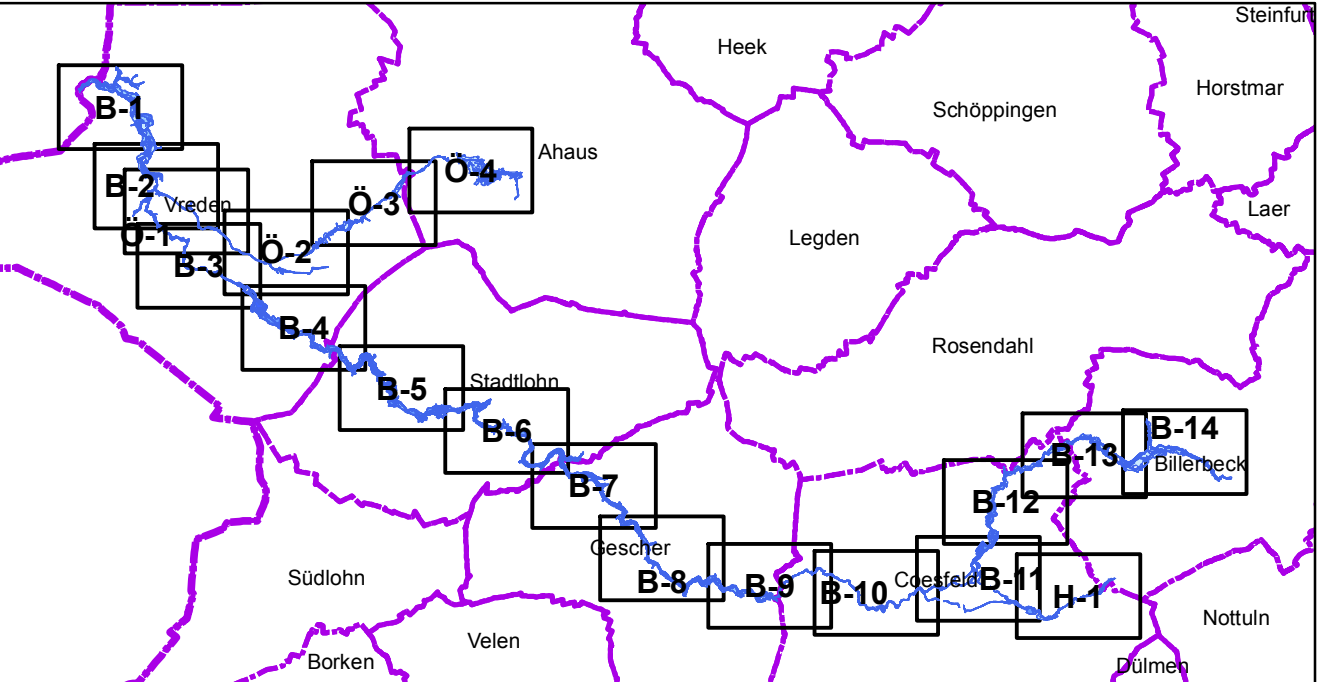 Steinfurt
Heek
Horstmar
B-1
Schöppingen
Ahaus
Ö-4
B-2
Vreden
Ö-3
Laer
Ö-1
Legden
Ö-2
B-3
B-4
Rosendahl
Stadtlohn
B-5
B-6
B-14
B-13
Billerbeck
B-7
B-12
Gescher
Südlohn
B-8
B-9
B-10
Coesfeld
B-11
H-1
Nottuln
Velen
Borken
Dülmen